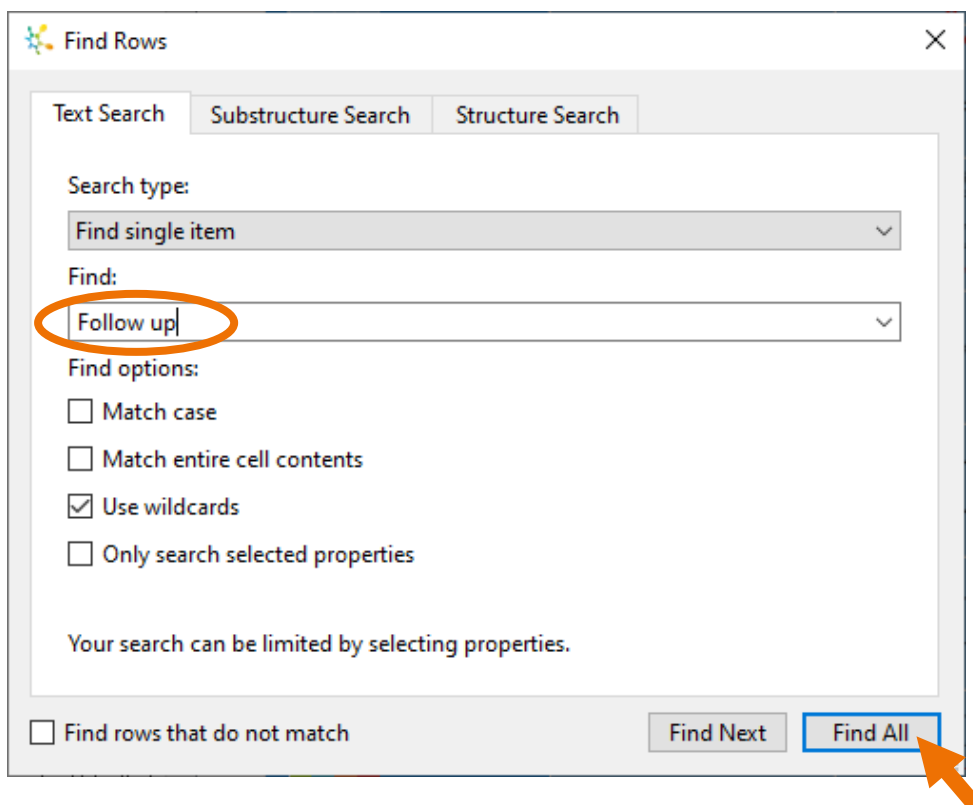 Find Rows
Text Search Substructure Search Structure Search
Search type:
Find single item
Find:
Follow up
Find options:
Match case
Match entire cell contents
Use wildcards
Only search selected properties
Your search can be limited by selecting properties.
Find rows that do not match Find Next Find All